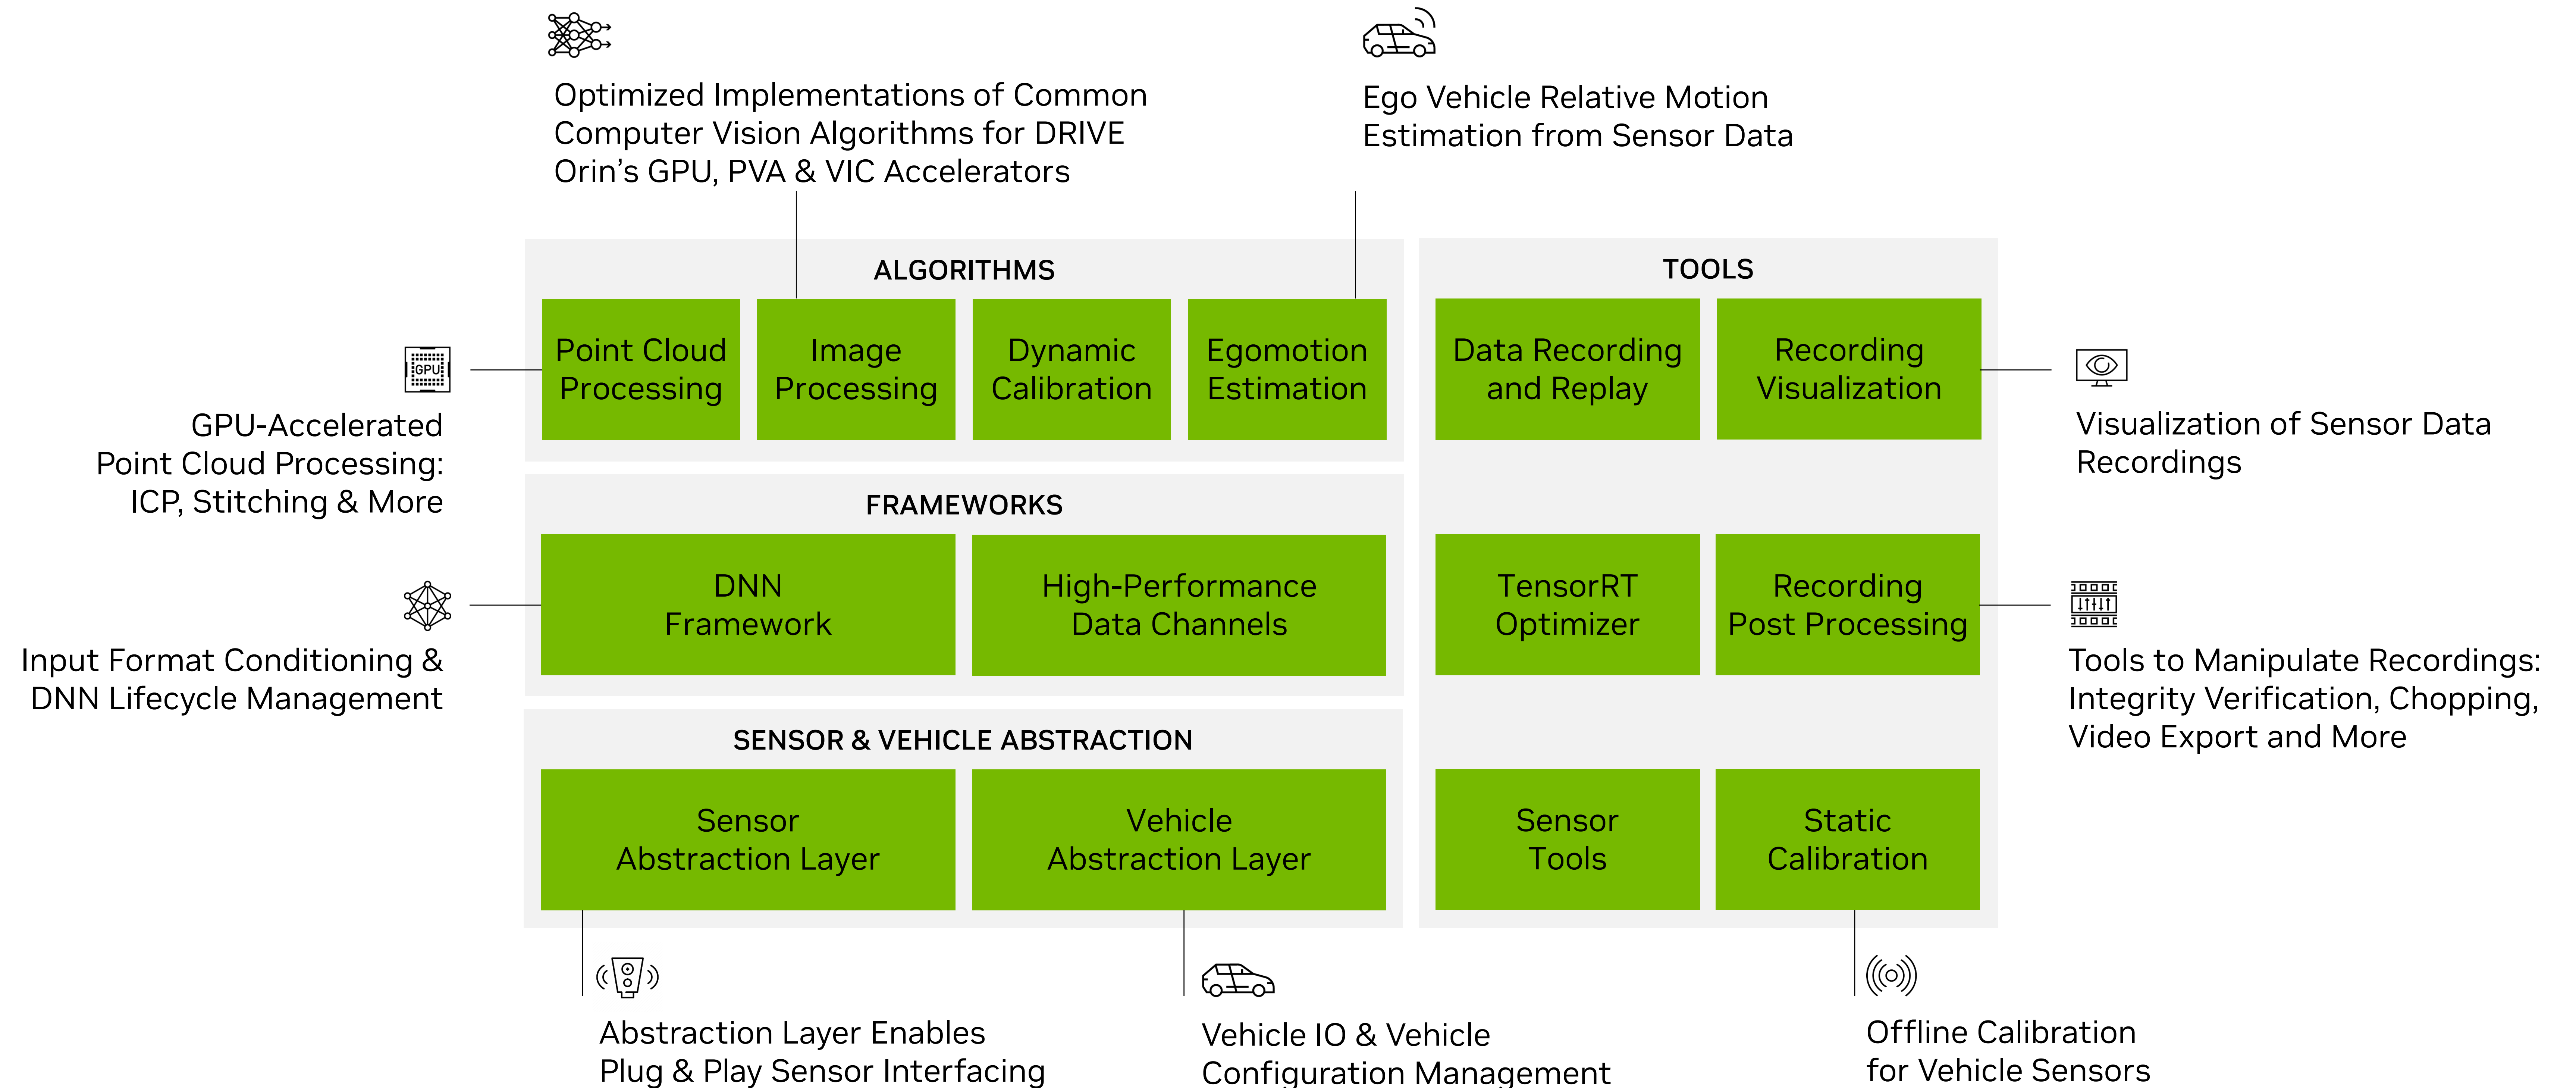 Optimized Implementations of Common
Computer Vision Algorithms for DRIVE
Orin's GPU, PVA & VIC Accelerators
Ego Vehicle Relative Motion
Estimation from Sensor Data
ALGORITHMS
Point Cloud
Processing
Image
Processing
Dynamic
Calibration
Egomotion
Estimation
TOOLS
Data Recording
and Replay
Recording
Visualization
GPU
GPU-Accelerated
Point Cloud Processing:
ICP, Stitching & More
Visualization of Sensor Data
Recordings
FRAMEWORKS
DNN
Framework
High-Performance
Data Channels
TensorRT
Optimizer
Recording
Post Processing
Input Format Conditioning &
DNN Lifecycle Management
Tools to Manipulate Recordings:
Integrity Verification, Chopping,
Video Export and More
SENSOR & VEHICLE ABSTRACTION
Sensor
Abstraction Layer
Vehicle
Abstraction Layer
Sensor
Tools
Static
Calibration
Abstraction Layer Enables
Plug & Play Sensor Interfacing
Vehicle IO & Vehicle
Configuration Management
Offline Calibration
for Vehicle Sensors